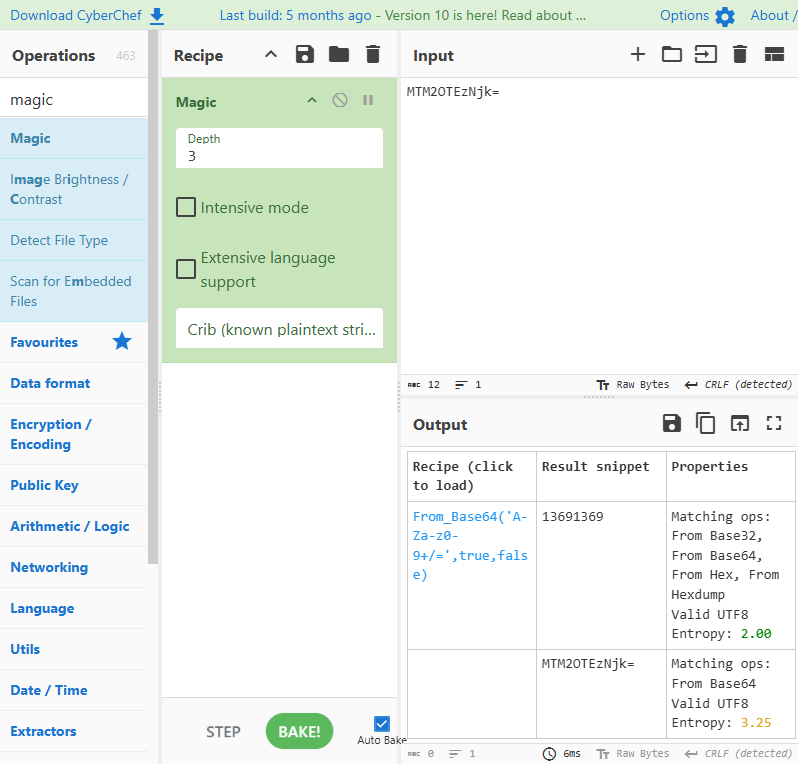 Download CyberChef
Last build: 5 months ago - Version 10 is here! Read about ...
Options
About /
Operations
463
magic
Magic
Image Brightness /
Contrast
Detect File Type
Scan for Embedded
Files
Favourites
Data format
Encryption /
Encoding
Public Key
Arithmetic / Logic
Networking
Language
Utils
Date / Time
Extractors
Recipe
Magic
Depth
3
Intensive mode
Extensive language
support
Crib (known plaintext stri...
STEP
BAKE!
Auto Bake
Input
MTM2OTEzNjk=
ABC 12
1
Tт Raw Bytes
CRLF (detected)
Output
Recipe (click
to load)
Result snippet
Properties
From_Base64('A-
Za-z0-
9+/=',true,fals
e)
13691369
Matching ops:
From Base32,
From Base64,
From Hex, From
Hexdump
Valid UTF8
Entropy: 2.00
MTM2OTEzNjk=
Matching ops:
From Base64
Valid UTF8
Entropy: 3.25
ABC 0
1
6ms
Tт Raw Bytes
CRLF (detected)